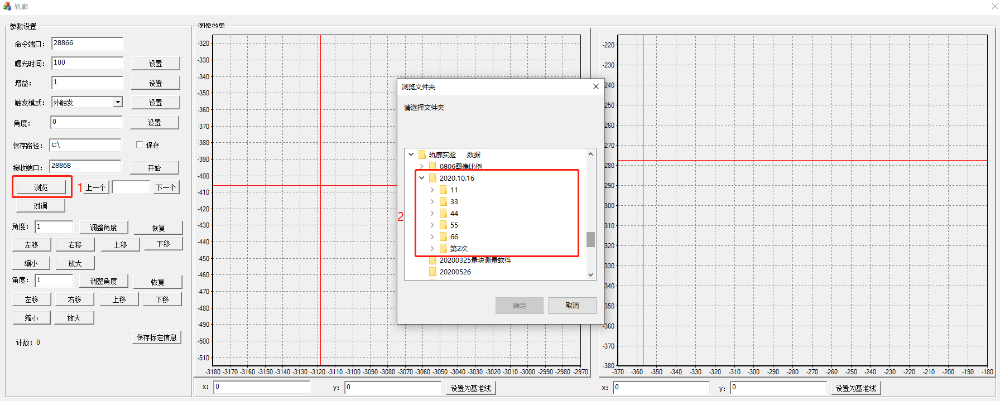 轨廓
参数设置
命令端口： 28866
曝光时间： 100 设置
增益： 1 设置
触发模式： 外触发 设置
角度： 0 设置
保存路径： c:\ 保存
接收端口： 28868 开始
浏览 1 上一个 下一个
对调
角度： 1 调整角度 恢复
左移 右移 上移 下移
缩小 放大
角度： 1 调整角度 恢复
左移 右移 上移 下移
缩小 放大
计数： 0 保存标定信息
图像效果
-320
-330
-340
-350
-360
-370
-380
-390
-400
-410
-420
-430
-440
-450
-460
-470
-480
-490
-500
-510
-3180 -3170 -3160 -3150 -3140 -3130 -3120 -3110 -3100 -3090 -3080 -3070 -3060 -3050 -3040 -3030 -3020 -3010 -3000 -2990 -2980 -2970
x： 0 y： 0 设置为基准线
浏览文件夹
请选择文件夹
轨廓实验 数据
0806图像比例
2020.10.16
11
33
44
2
55
66
第2次
20200325量块测量软件
20200526
确定 取消
-220
-230
-240
250
260
270
280
290
300
310
320
330
340
350
360
-370
-380
-370 -360 -350 -340 -330 -320 -310 -300 -290 -280 -270 -260 -250 -240 -230 -220 -210 -200 -190 -180
x： 0 y： 0 设置为基准线